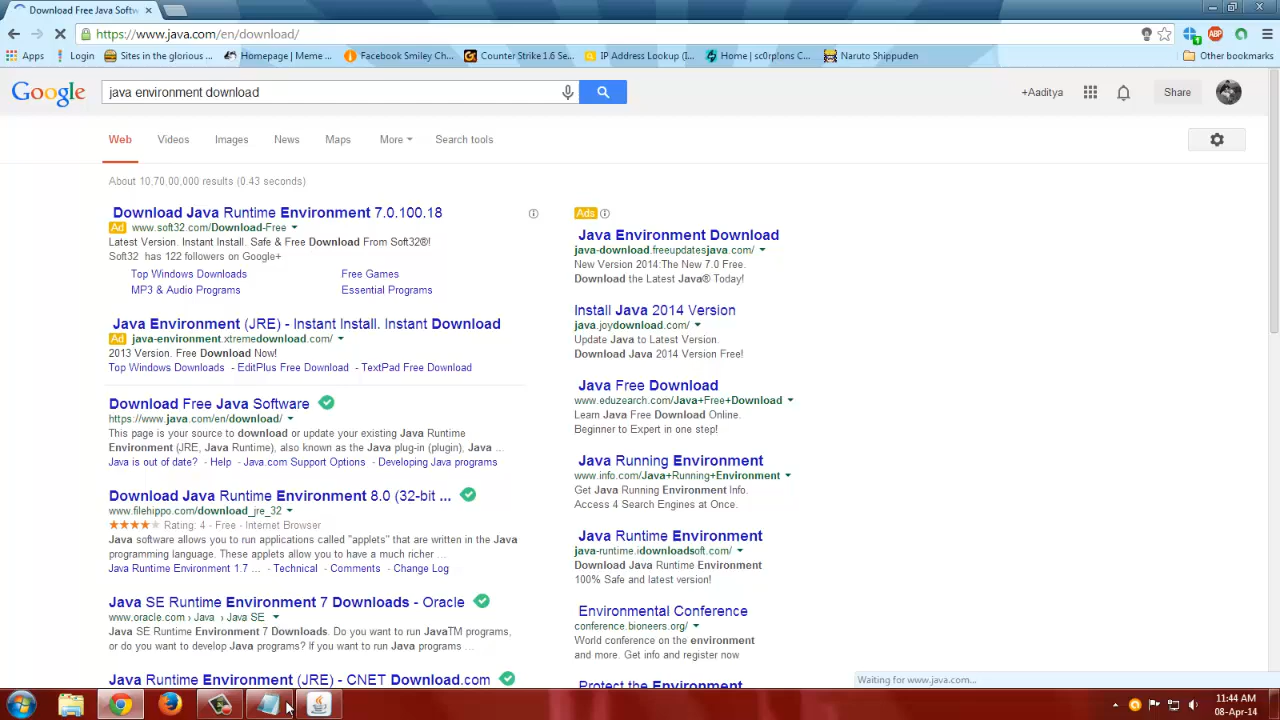 Download Free Java Softw
https://www.java.com/en/download/
Apps
Login
Sites in the glorious ...
Homepage | Meme ...
Facebook Smiley Ch...
Counter Strike 1.6 Se...
IP Address Lookup (I...
Home | sc0rp!ons C...
Naruto Shippuden
Other bookmarks
ABP
1
Google
java environment download
+Aaditya
Share
Web
Videos
Images
News
Maps
More
Search tools
About 10,70,00,000 results (0.43 seconds)
Download Java Runtime Environment 7.0.100.18
Ad www.soft32.com/Download-Free
Latest Version. Instant Install. Safe & Free Download From Soft32®!
Soft32 has 122 followers on Google+
Top Windows Downloads
Free Games
MP3 & Audio Programs
Essential Programs
Java Environment (JRE) - Instant Install. Instant Download
Ad java-environment.xtremedownload.com/
2013 Version. Free Download Now!
Top Windows Downloads - EditPlus Free Download - TextPad Free Download
Download Free Java Software
https://www.java.com/en/download/
This page is your source to download or update your existing Java Runtime
Environment (JRE, Java Runtime), also known as the Java plug-in (plugin), Java ...
Java is out of date? - Help - Java.com Support Options - Developing Java programs
Download Java Runtime Environment 8.0 (32-bit ...
www.filehippo.com/download_jre_32
Rating: 4 - Free - Internet Browser
Java software allows you to run applications called "applets" that are written in the Java
programming language. These applets allow you to have a much richer ...
Java Runtime Environment 1.7 ... - Technical - Comments - Change Log
Java SE Runtime Environment 7 Downloads - Oracle
www.oracle.com › Java › Java SE
Java SE Runtime Environment 7 Downloads. Do you want to run JavaTM programs,
or do you want to develop Java programs? If you want to run Java programs ...
Java Runtime Environment (JRE) - CNET Download.com
Ads
Java Environment Download
java-download.freeupdatesjava.com/
New Version 2014:The New 7.0 Free.
Download the Latest Java® Today!
Install Java 2014 Version
java.joydownload.com/
Update Java to Latest Version.
Download Java 2014 Version Free!
Java Free Download
www.eduzearch.com/Java+Free+Download
Learn Java Free Download Online.
Beginner to Expert in one step!
Java Running Environment
www.info.com/Java+Running+Environment
Get Java Running Environment Info.
Access 4 Search Engines at Once.
Java Runtime Environment
java-runtime.idownloadsoft.com/
Download Java Runtime Environment
100% Safe and latest version!
Environmental Conference
conference.bioneers.org/
World conference on the environment
and more. Get info and register now
Protect the Environment
Waiting for www.java.com...
11:44 AM
08-Apr-14